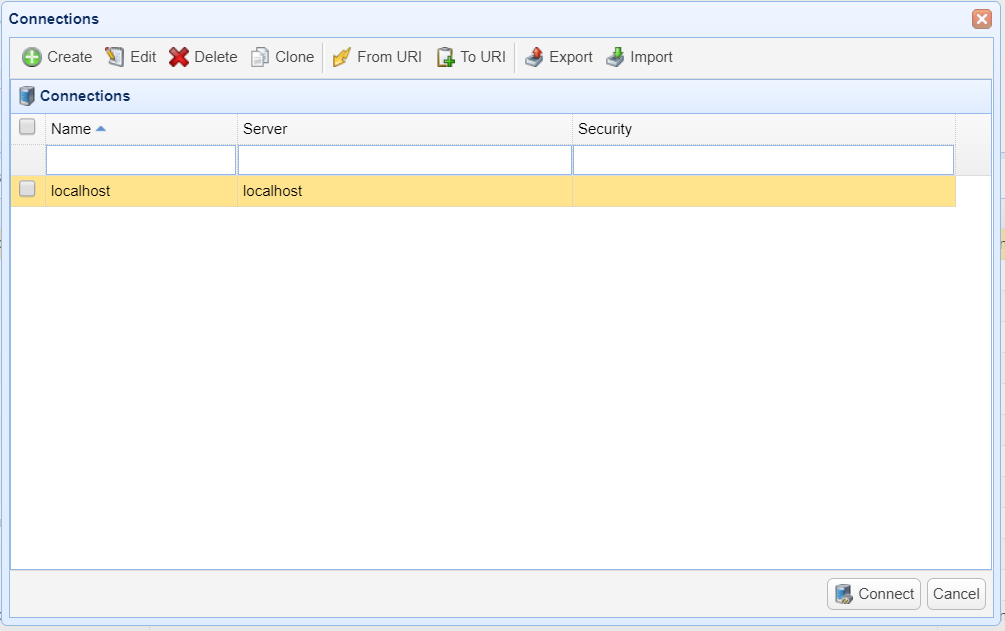 Connections
Create Edit Delete Clone From URI To URI Export Import
Connections
Name Server Security
localhost localhost
Connect Cancel